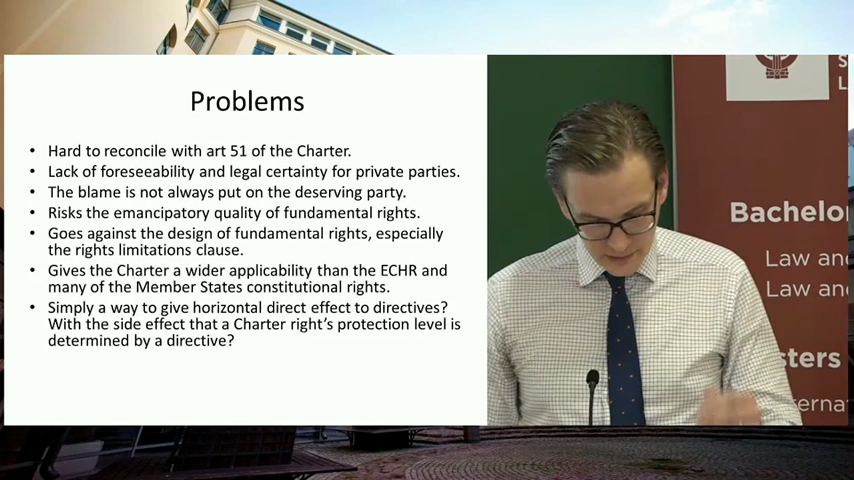 Problems
• Hard to reconcile with art 51 of the Charter.
• Lack of foreseeability and legal certainty for private parties.
• The blame is not always put on the deserving party.
• Risks the emancipatory quality of fundamental rights.
• Goes against the design of fundamental rights, especially
the rights limitations clause.
• Gives the Charter a wider applicability than the ECHR and
many of the Member States constitutional rights.
• Simply a way to give horizontal direct effect to directives?
With the side effect that a Charter right's protection level is
determined by a directive?
S
L
Bachelo
Law and
Law and
sters
erna